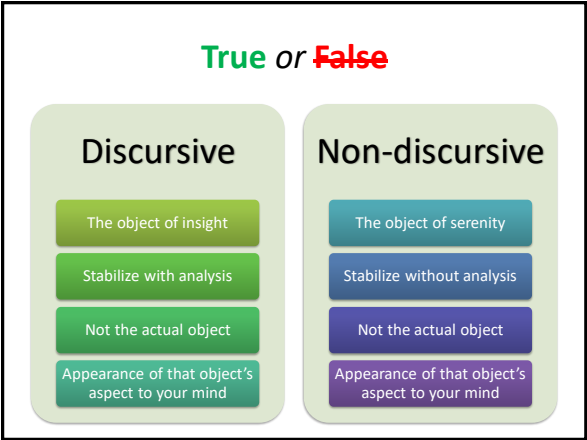 True or False
Discursive
The object of insight
Stabilize with analysis
Not the actual object
Appearance of that object's
aspect to your mind
Non-discursive
The object of serenity
Stabilize without analysis
Not the actual object
Appearance of that object's
aspect to your mind